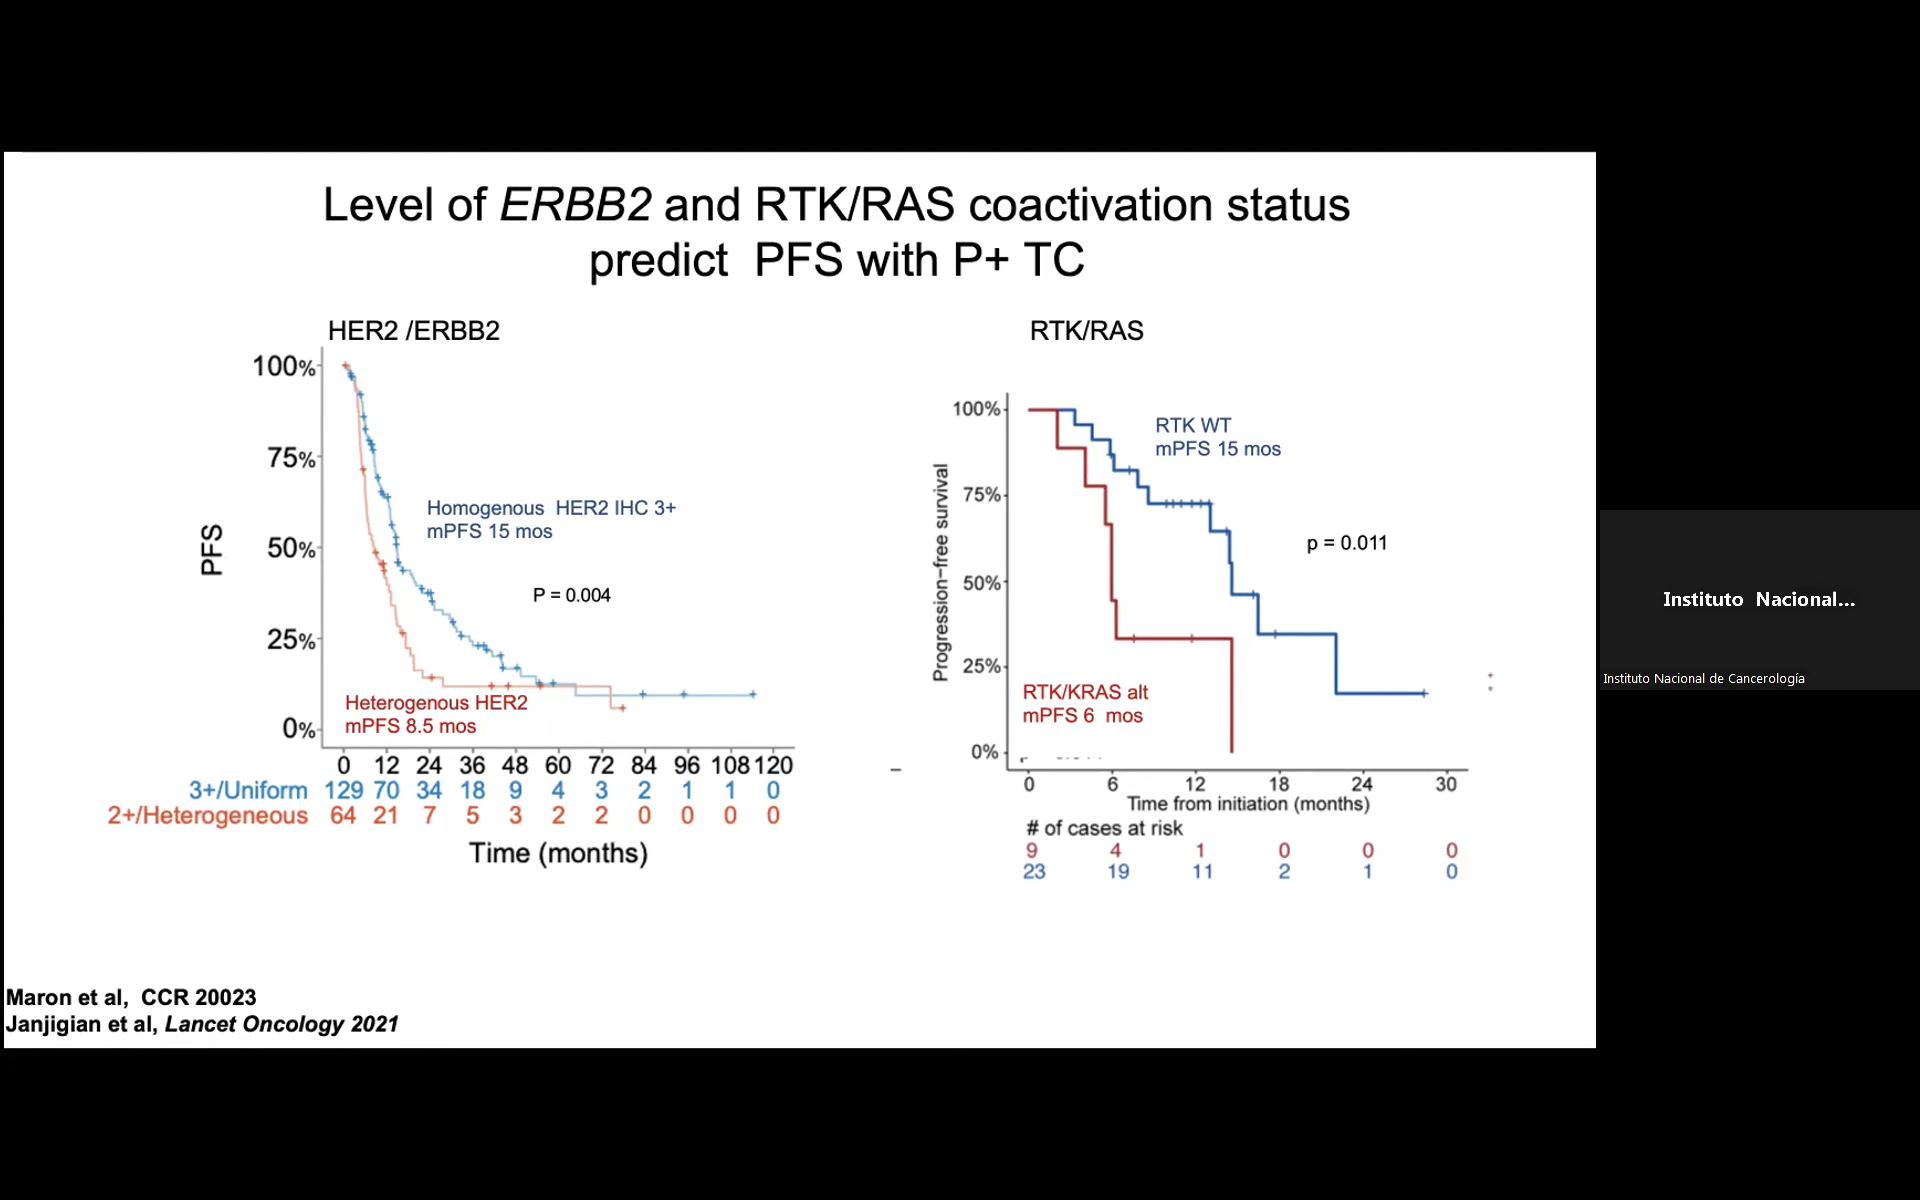 Level of ERBB2 and RTK/RAS coactivation status
predict PFS with P+ TC
HER2 /ERBB2
100%
75%
50%
25%
0%
PFS
Homogenous HER2 IHC 3+
mPFS 15 mos
P = 0.004
Heterogenous HER2
mPFS 8.5 mos
0 12 24 36 48 60 72 84 96 108 120
3+/Uniform 129 70 34 18 9 4 3 2 1 1 0
2+/Heterogeneous 64 21 7 5 3 2 2 0 0 0 0
Time (months)
RTK/RAS
100%
75%
50%
25%
0%
Progression-free survival
RTK WT
mPFS 15 mos
p = 0.011
RTK/KRAS alt
mPFS 6 mos
0 6 12 18 24 30
Time from initiation (months)
# of cases at risk
9 4 1 0 0 0
23 19 11 2 1 0
Maron et al, CCR 20023
Janjigian et al, Lancet Oncology 2021
Instituto Nacional...
Instituto Nacional de Cancerología